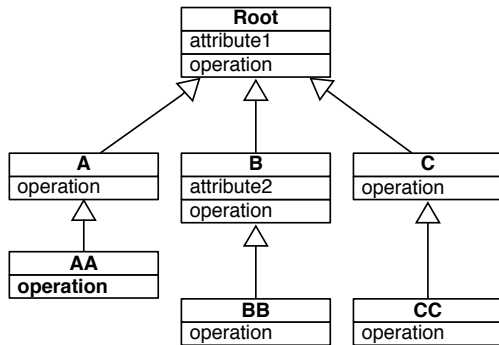 Root
attribute1
operation
A
operation
B
attribute2
operation
C
operation
AA
operation
BB
operation
CC
operation